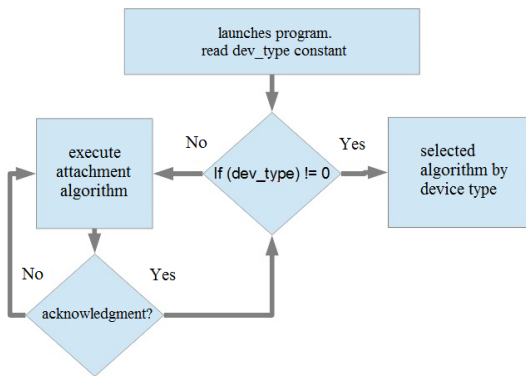 launches program.
read dev_type constant
No
Yes
execute
attachment
algorithm
If (dev_type) != 0
selected
algorithm by
device type
No
Yes
acknowledgment?